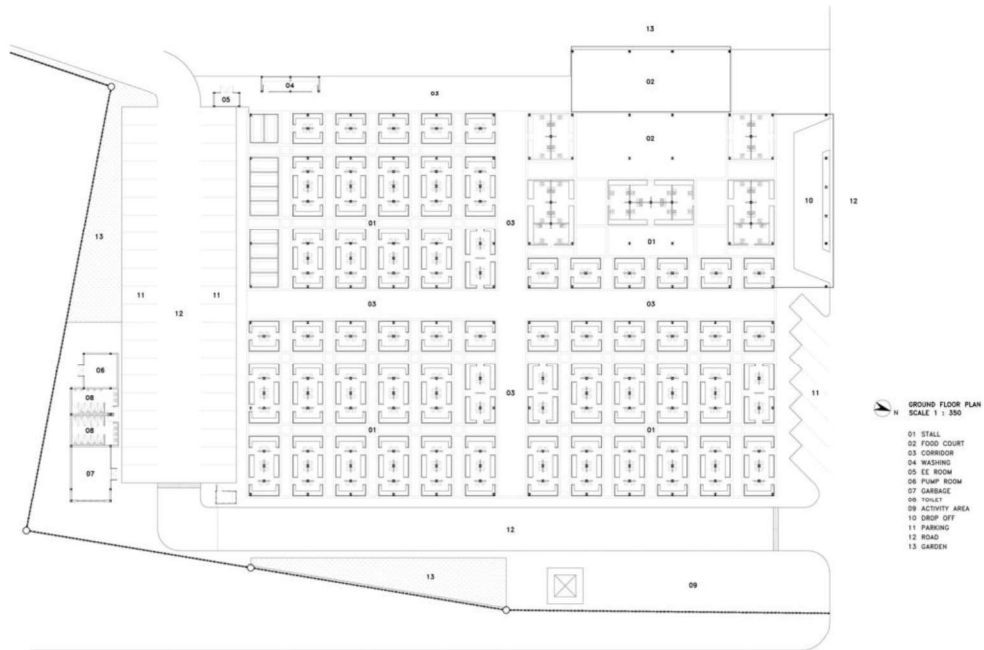 13
02
04
03
05
02
10
12
13
01
03
01
11
11
03
03
12
06
08
03
11
08
01
01
07
12
13
09
N
GROUND FLOOR PLAN
SCALE 1 : 350
01 STALL
02 FOOD COURT
03 CORRIDOR
04 WASHING
05 EE ROOM
06 PUMP ROOM
07 GARBAGE
08 TOILET
09 ACTIVITY AREA
10 DROP OFF
11 PARKING
12 ROAD
13 GARDEN